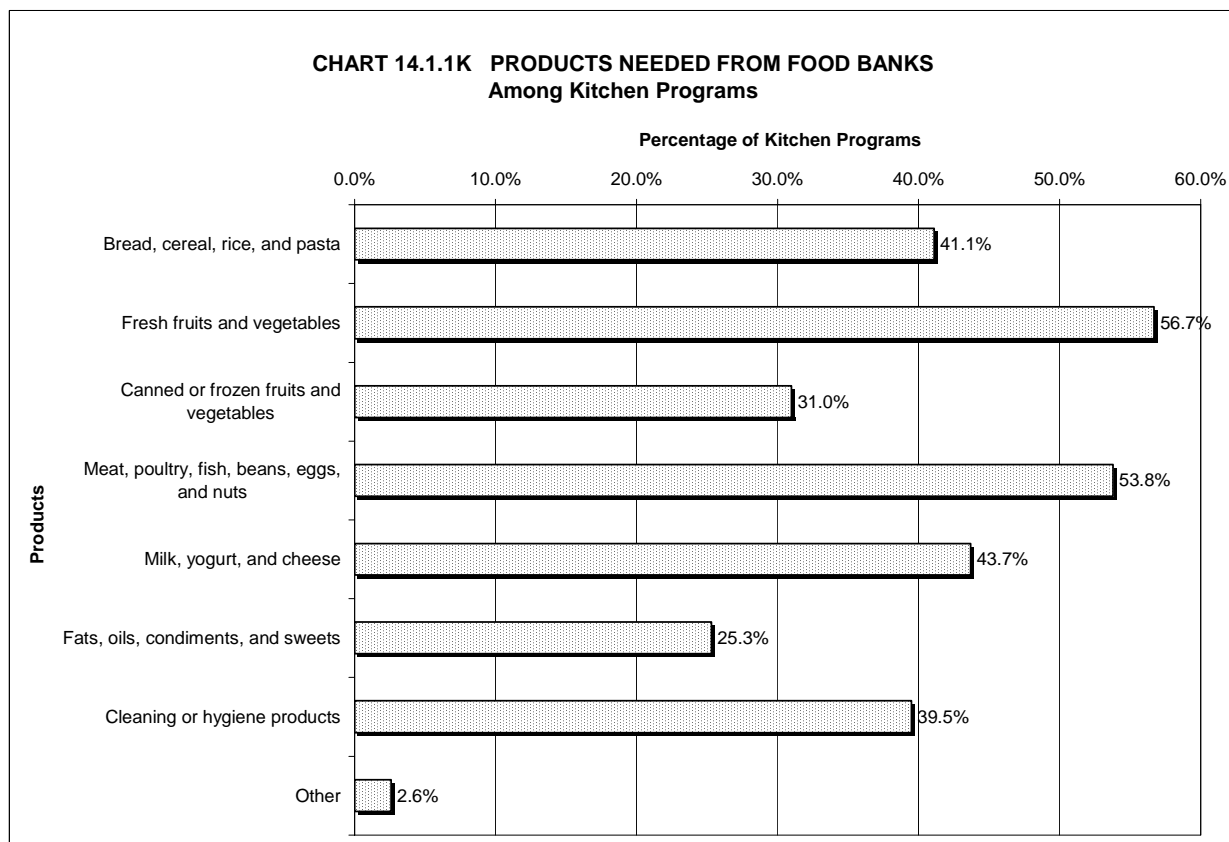 CHART 14.1.1K PRODUCTS NEEDED FROM FOOD BANKS
Among Kitchen Programs
Percentage of Kitchen Programs
0.0% 10.0% 20.0% 30.0% 40.0% 50.0% 60.0%
Products
Bread, cereal, rice, and pasta 41.1%
Fresh fruits and vegetables 56.7%
Canned or frozen fruits and
vegetables 31.0%
Meat, poultry, fish, beans, eggs,
and nuts 53.8%
Milk, yogurt, and cheese 43.7%
Fats, oils, condiments, and sweets 25.3%
Cleaning or hygiene products 39.5%
Other 2.6%